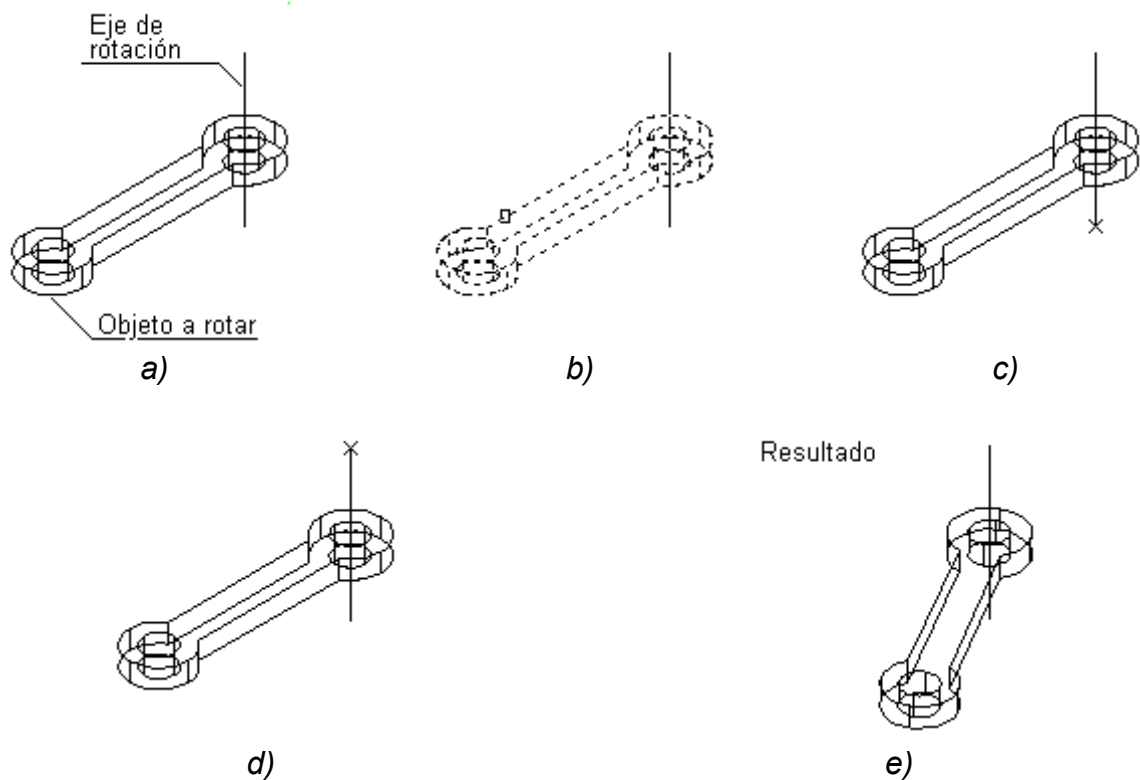 Eje de
rotación
Objeto a rotar
a)
b)
c)
Resultado
d)
e)